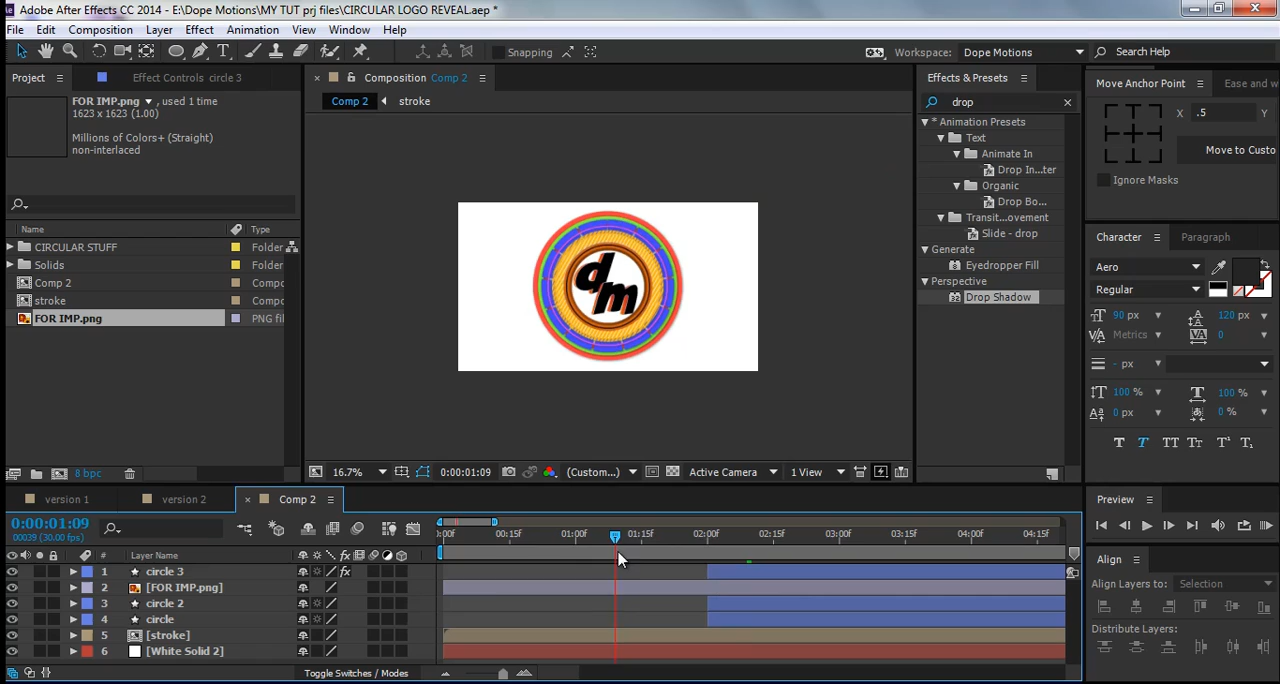 Adobe After Effects CC 2014 - E:\Dope Motions\MY TUT prj files\CIRCULAR LOGO REVEAL.aep *
File Edit Composition Layer Effect Animation View Window Help
Snapping Workspace: Dope Motions Search Help
Project Effect Controls circle 3 Composition Comp 2 Effects & Presets Move Anchor Point Ease and w
FOR IMP.png , used 1 time
1623 x 1623 (1.00)
Millions of Colors+ (Straight)
non-interlaced
Comp 2 stroke
drop
* Animation Presets
Text
Animate In
Drop In...ter
Organic
Drop Bo...
Transit...ovement
Slide - drop
Generate
Eyedropper Fill
Perspective
Drop Shadow
X .5 Y
Move to Custo
Ignore Masks
Name Type
CIRCULAR STUFF Folder
Solids Folder
Comp 2 Compo
stroke Compo
FOR IMP.png PNG fil
dm
Character Paragraph
Aero
Regular
90 px 120 px
Metrics 0
- px
100 % 100 %
0 px 0 %
T T TT TT T¹ T₁
8 bpc
16.7% 0:00:01:09 (Custom...) Active Camera 1 View
version 1 version 2 Comp 2
0:00:01:09
00039 (30.00 fps)
:00f 00:15f 01:00f 01:15f 02:00f 02:15f 03:00f 03:15f 04:00f 04:15f
# Layer Name
1 circle 3
2 [FOR IMP.png]
3 circle 2
4 circle
5 [stroke]
6 [White Solid 2]
Toggle Switches / Modes
Preview
Align
Align Layers to: Selection
Distribute Layers: